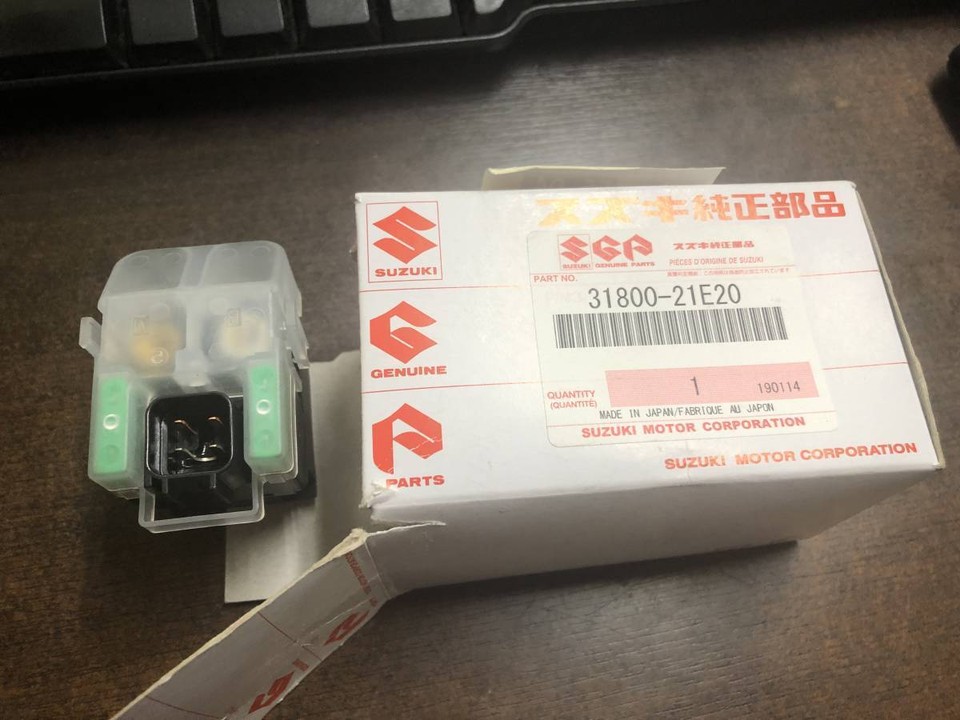 スズキ純正部品
SUZUKI
SUZUKI
SGP
GENUINE PARTS
スズキ純正部品
PIÈCES D'ORIGINE DE SUZUKI
PART NO.
31800-21E20
GENUINE
QUANTITY
(QUANTITÉ)
1
190114
MADE IN JAPAN/FABRIQUE AU JAPON
SUZUKI MOTOR CORPORATION
PARTS
SUZUKI MOTOR CORPORATION